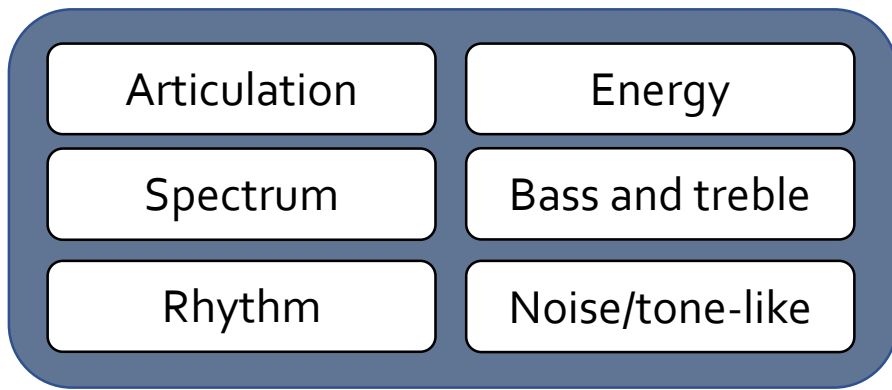 Articulation
Energy
Spectrum
Bass and treble
Rhythm
Noise/tone-like